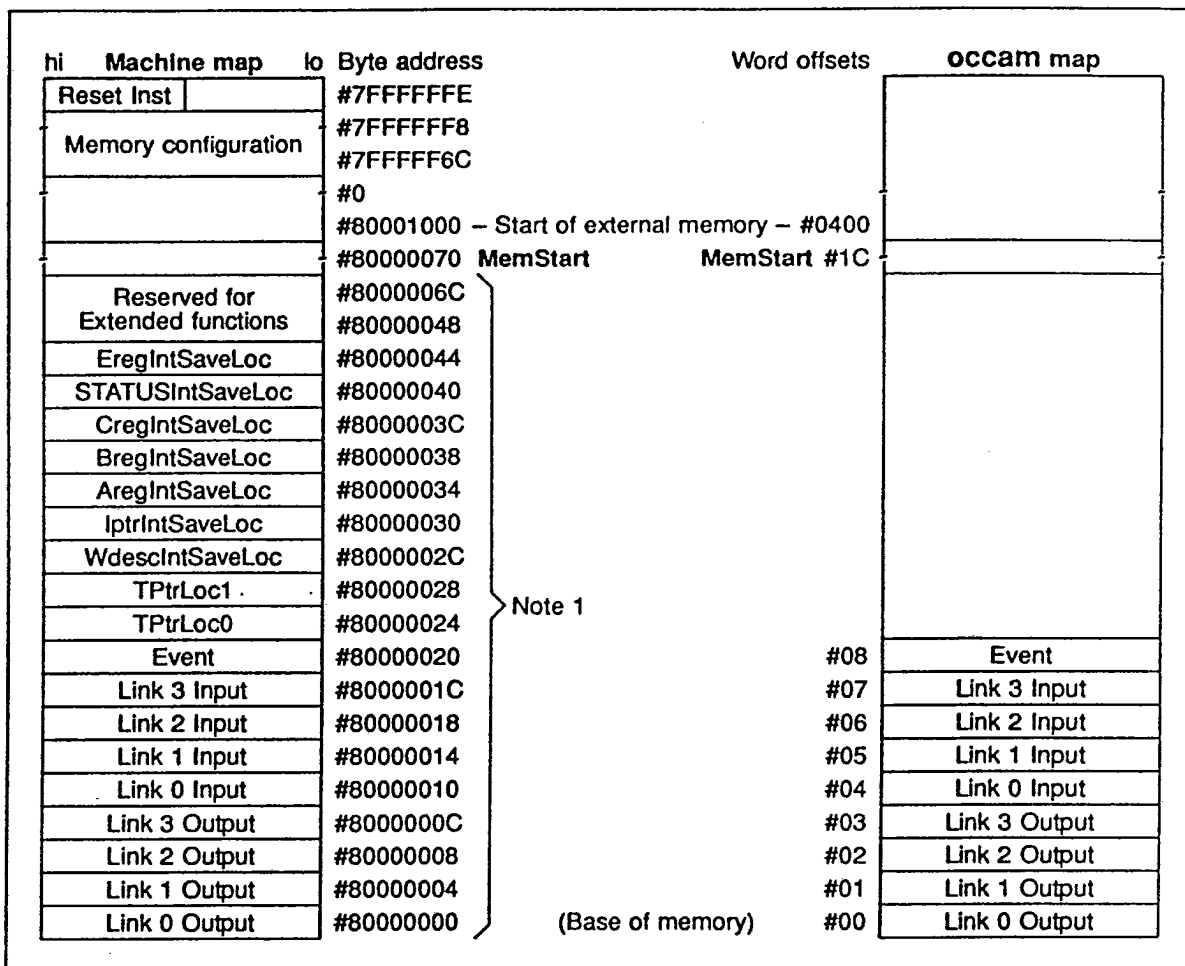 hi Machine map lo Byte address Word offsets occam map
Reset Inst #7FFFFFFE
#7FFFFFF8
Memory configuration
#7FFFFF6C
#0
#80001000 – Start of external memory – #0400
#80000070 MemStart MemStart #1C
Reserved for #8000006C
Extended functions #80000048
EregIntSaveLoc #80000044
STATUSIntSaveLoc #80000040
CregIntSaveLoc #8000003C
BregIntSaveLoc #80000038
AregIntSaveLoc #80000034
IptrIntSaveLoc #80000030
WdescIntSaveLoc #8000002C
TPtrLoc1 #80000028
Note 1
TPtrLoc0 #80000024
Event #80000020 #08 Event
Link 3 Input #8000001C #07 Link 3 Input
Link 2 Input #80000018 #06 Link 2 Input
Link 1 Input #80000014 #05 Link 1 Input
Link 0 Input #80000010 #04 Link 0 Input
Link 3 Output #8000000C #03 Link 3 Output
Link 2 Output #80000008 #02 Link 2 Output
Link 1 Output #80000004 #01 Link 1 Output
Link 0 Output #80000000 (Base of memory) #00 Link 0 Output